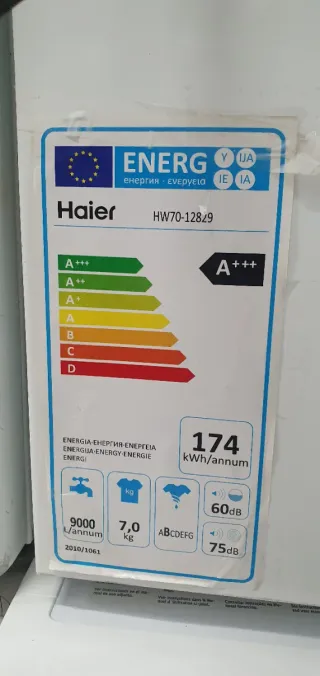 ENERG Y IJA
енергия · ενεργεια IE IA
Haier HW70-12829
A+++ A+++
A++
A+
A
B
C
D
ENERGIA·ЕНЕРГИЯ·ΕΝΕΡΓΕΙΑ
ENERGIJA·ENERGY·ENERGIE
ENERGI
174
kWh/annum
9000
L/annum
7,0
kg
ABCDEFG
60dB
75dB
2010/1061